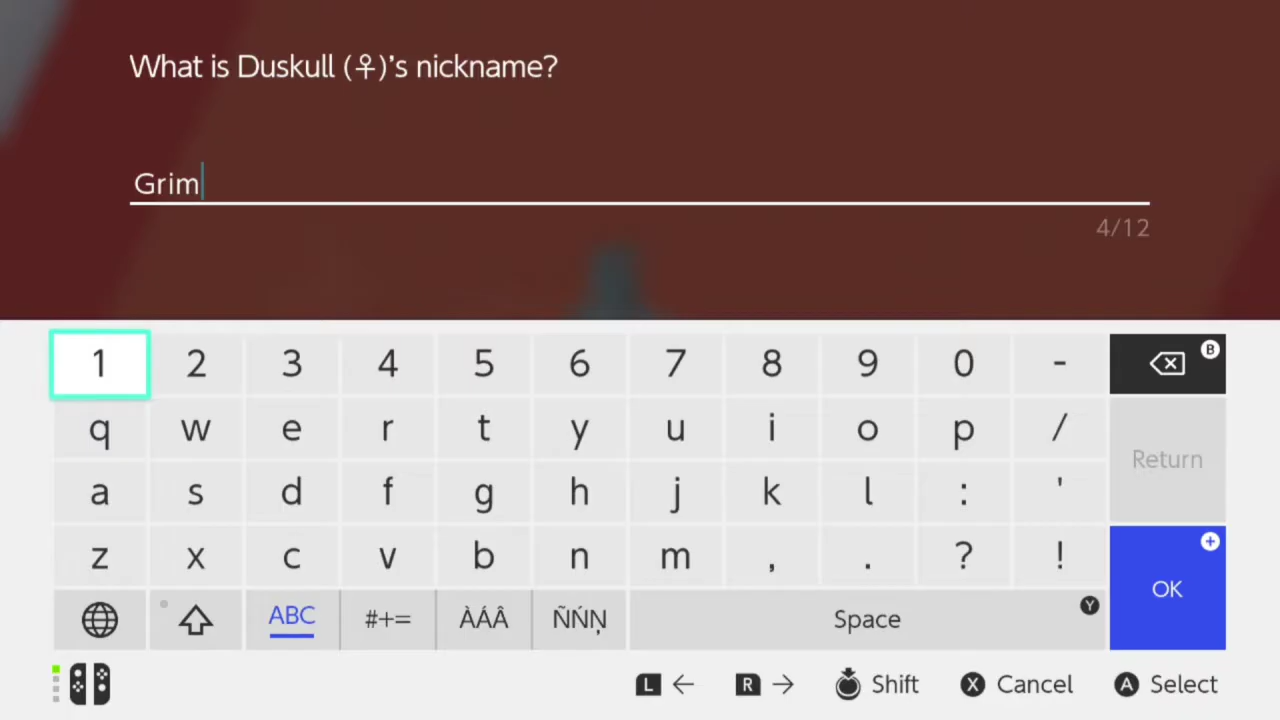 What is Duskull (♀)'s nickname?
Grim
4/12
1 2 3 4 5 6 7 8 9 0 - B
q w e r t y u i o p /
Return
a s d f g h j k l : '
z x c v b n m , . ? ! +
OK
ABC #+= ÀÁÂ ÑŃŅ Space Y
L ← R → Shift X Cancel A Select